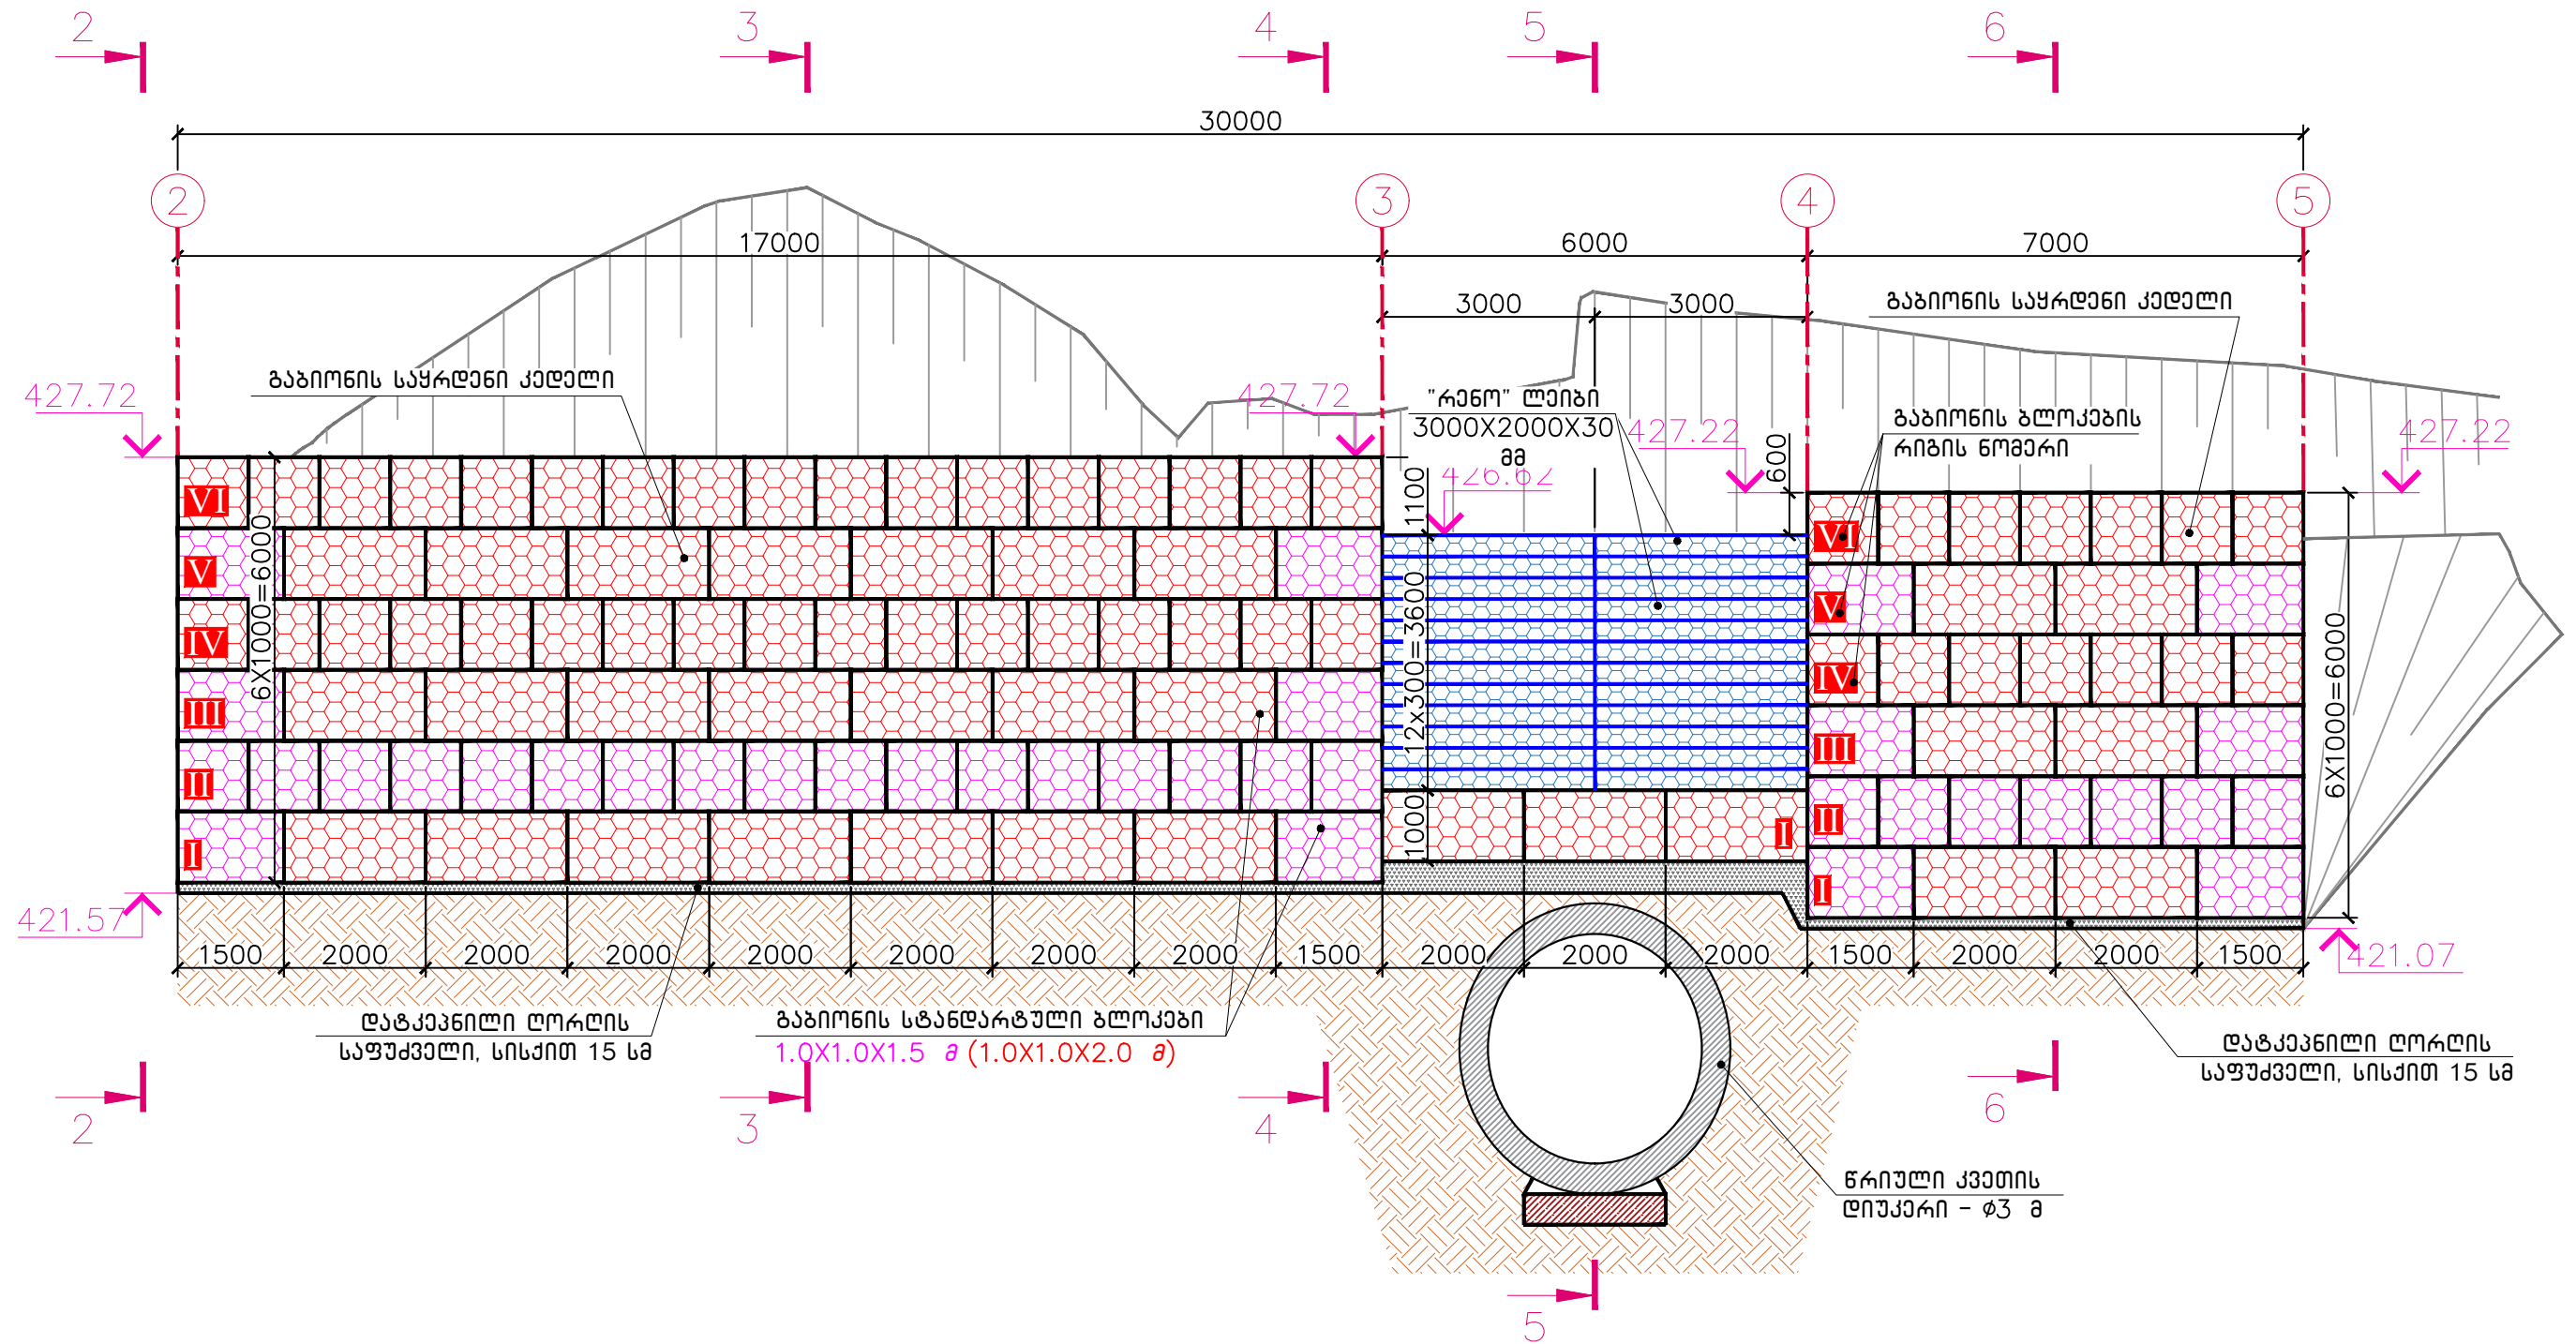 2
3
4
5
6
30000
2
3
4
5
17000
6000
7000
3000
3000
გაბიონის საყრდენი კედელი
გაბიონის საყრდენი კედელი
427.72
427.72
"რენო" ლეიბი
3000X2000X30
მმ
427.22
427.22
426.62
გაბიონის ბლოკების
რიგის ნომერი
600
1100
VI
V
IV
III
II
I
6X1000=6000
12x300=3600
1000
I
VI
V
IV
III
II
I
6X1000=6000
421.57
421.07
1500
2000
2000
2000
2000
2000
2000
2000
1500
2000
2000
2000
1500
2000
2000
1500
დატკეპნილი ღორღის
საფუძველი, სისქით 15 სმ
გაბიონის სტანდარტული ბლოკები
1.0X1.0X1.5 მ (1.0X1.0X2.0 მ)
დატკეპნილი ღორღის
საფუძველი, სისქით 15 სმ
წრიული კვეთის
დიუკერი - ø3 მ
2
3
4
6
5